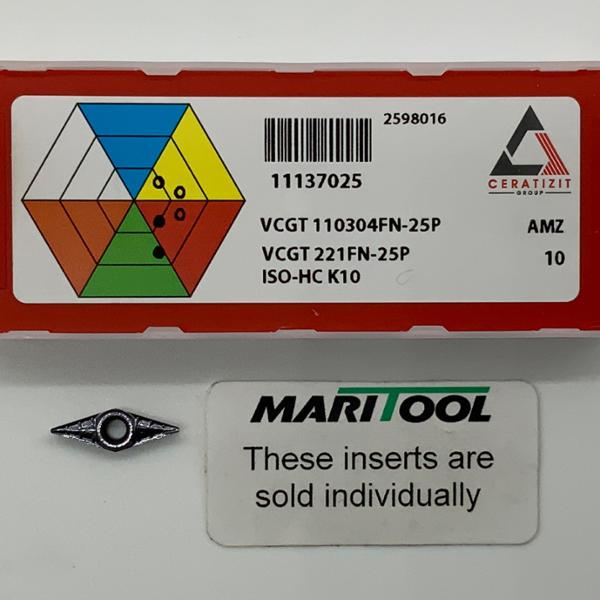 2598016
11137025
CERATIZIT
GROUP
VCGT 110304FN-25P
AMZ
VCGT 221FN-25P
10
ISO-HC K10
MARITOOL
These inserts are
sold individually